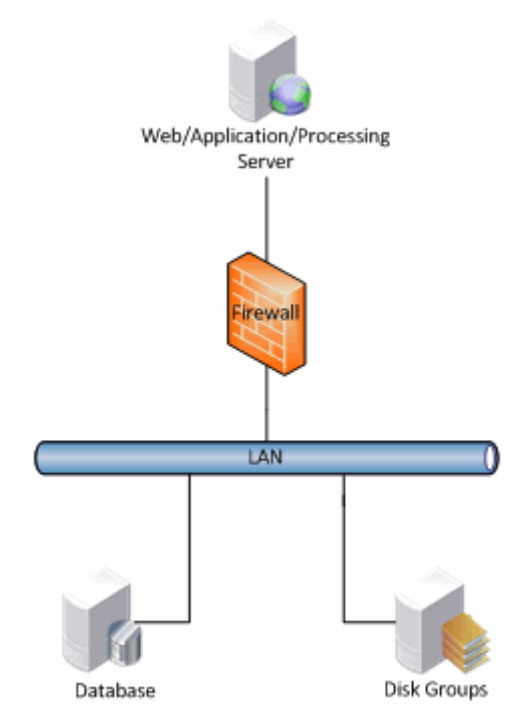 Web/Application/Processing
Server
Firewall
LAN
Database
Disk Groups